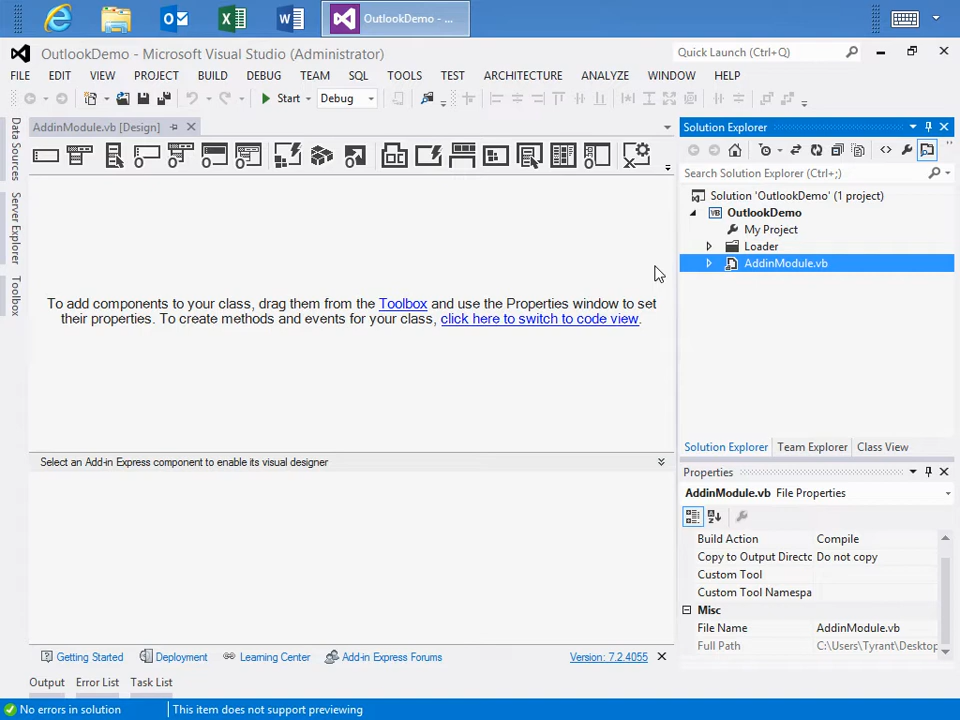 OutlookDemo - ...
OutlookDemo - Microsoft Visual Studio (Administrator)
Quick Launch (Ctrl+Q)
FILE EDIT VIEW PROJECT BUILD DEBUG TEAM SQL TOOLS TEST ARCHITECTURE ANALYZE WINDOW HELP
Start Debug
Data Sources
Server Explorer
Toolbox
AddinModule.vb [Design]
To add components to your class, drag them from the Toolbox and use the Properties window to set
their properties. To create methods and events for your class, click here to switch to code view.
Select an Add-in Express component to enable its visual designer
Getting Started Deployment Learning Center Add-in Express Forums Version: 7.2.4055
Solution Explorer
Search Solution Explorer (Ctrl+;)
Solution 'OutlookDemo' (1 project)
VB OutlookDemo
My Project
Loader
AddinModule.vb
Solution Explorer Team Explorer Class View
Properties
AddinModule.vb File Properties
Build Action Compile
Copy to Output Directo Do not copy
Custom Tool
Custom Tool Namespa
Misc
File Name AddinModule.vb
Full Path C:\Users\Tyrant\Desktop
Output Error List Task List
No errors in solution This item does not support previewing